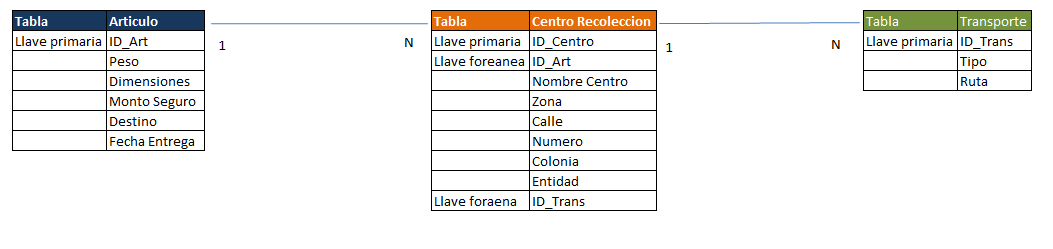 Tabla Articulo
Llave primaria ID_Art
Peso
Dimensiones
Monto Seguro
Destino
Fecha Entrega
1
N
Tabla Centro Recoleccion
Llave primaria ID_Centro
Llave foreanea ID_Art
Nombre Centro
Zona
Calle
Numero
Colonia
Entidad
Llave foraena ID_Trans
1
N
Tabla Transporte
Llave primaria ID_Trans
Tipo
Ruta